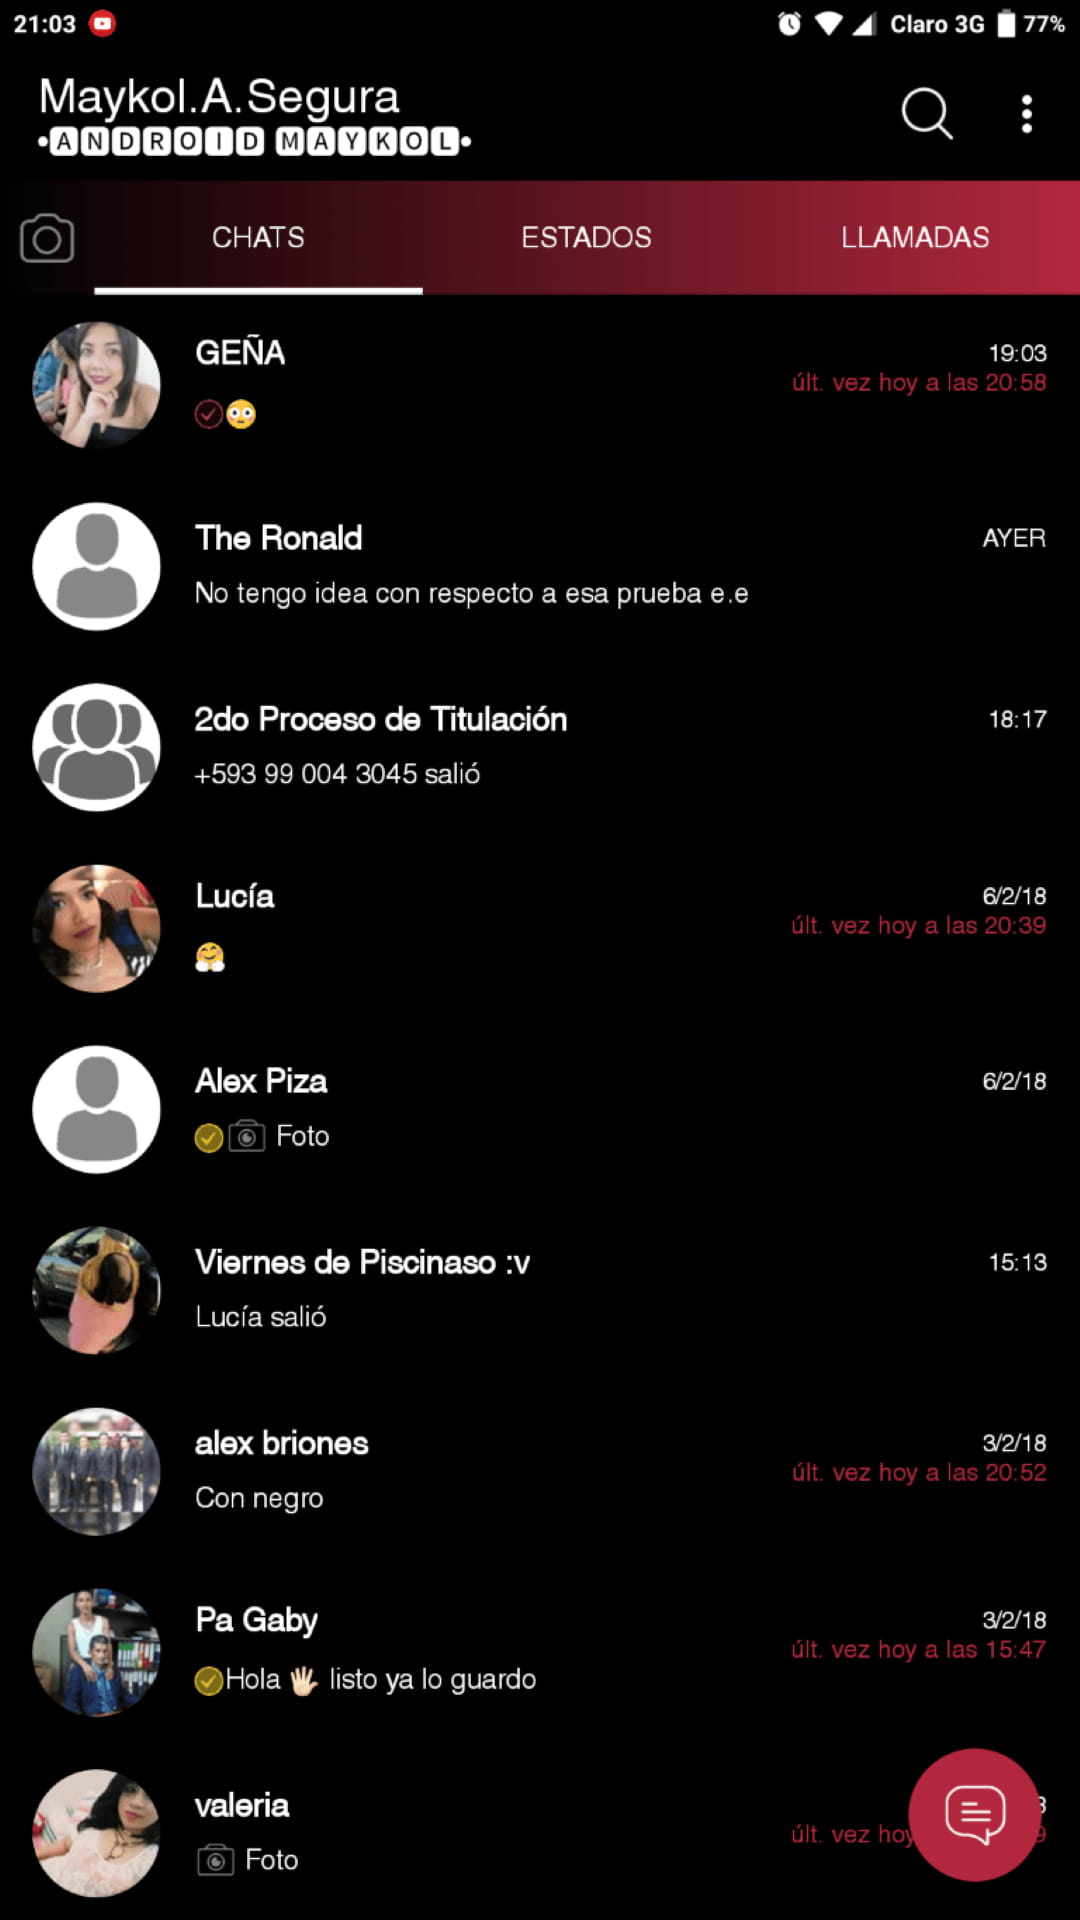 21:03 Claro 3G 77%
Maykol.A.Segura
•ANDROID MAYKOL•
CHATS ESTADOS LLAMADAS
GEÑA 19:03
últ. vez hoy a las 20:58
😳
The Ronald AYER
No tengo idea con respecto a esa prueba e.e
2do Proceso de Titulación 18:17
+593 99 004 3045 salió
Lucía 6/2/18
últ. vez hoy a las 20:39
🤗
Alex Piza 6/2/18
Foto
Viernes de Piscinaso :v 15:13
Lucía salió
alex briones 3/2/18
últ. vez hoy a las 20:52
Con negro
Pa Gaby 3/2/18
últ. vez hoy a las 15:47
Hola 🖐🏻 listo ya lo guardo
valeria
últ. vez hoy
Foto